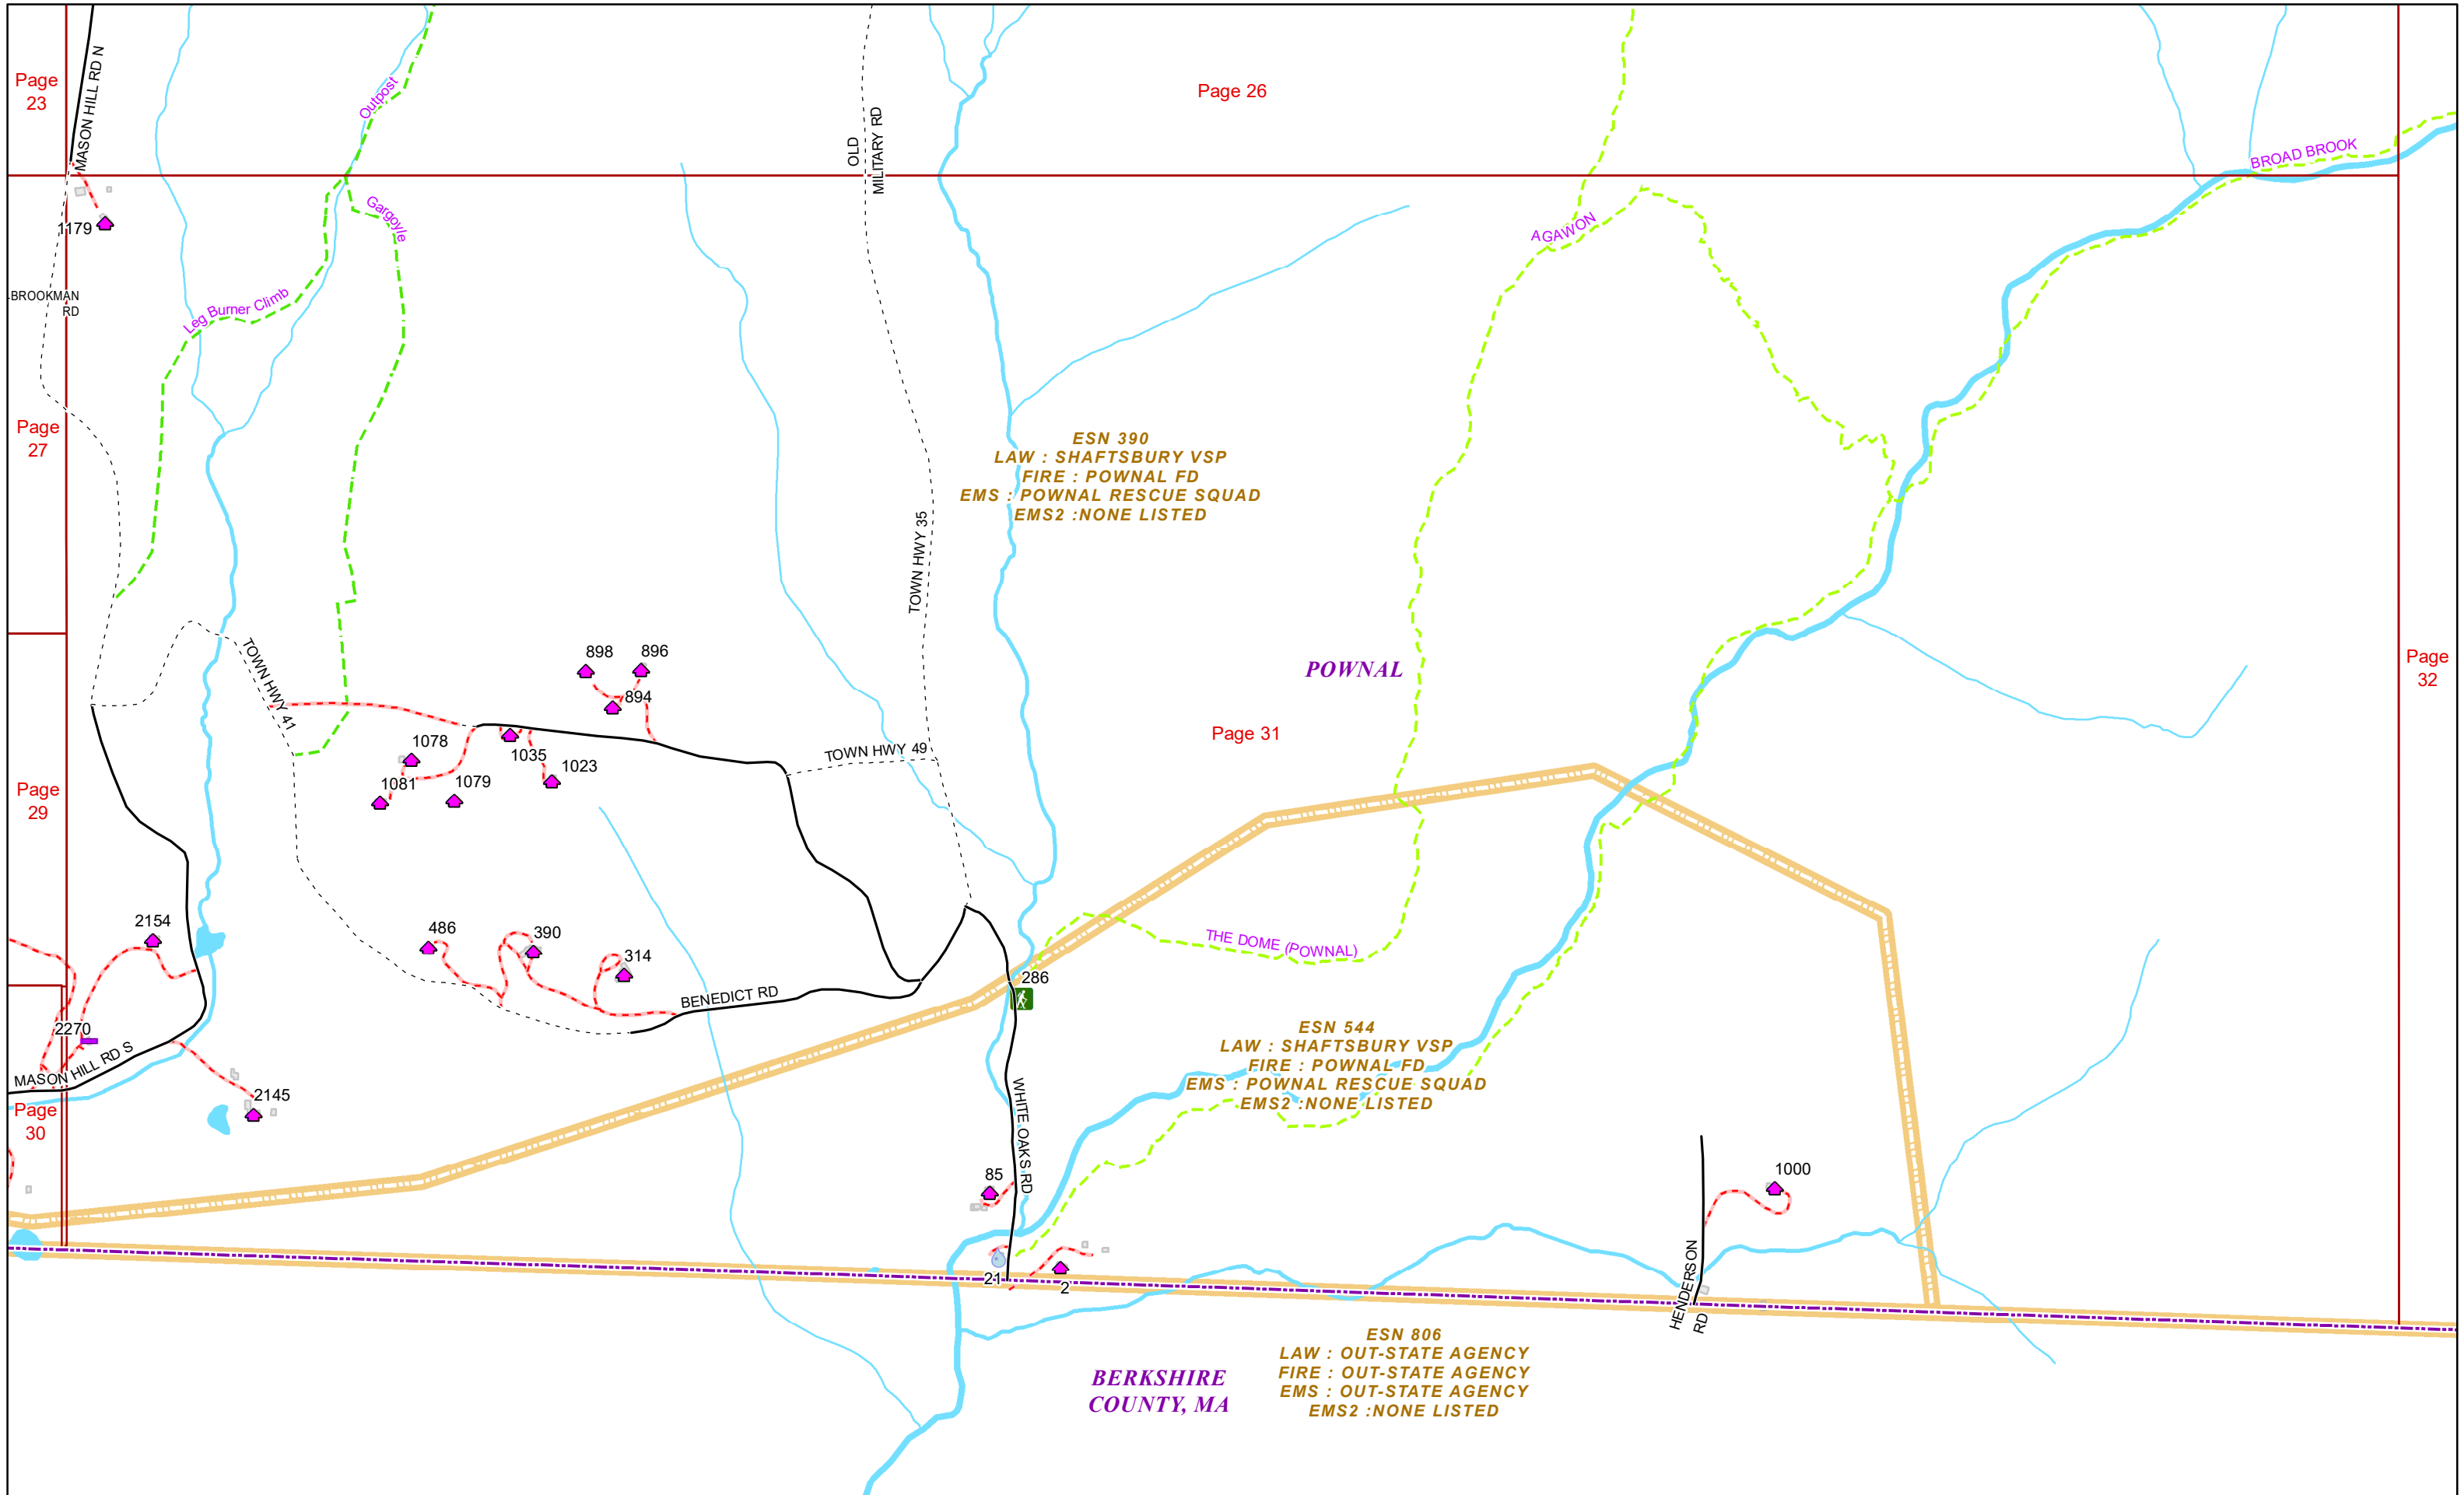 MASON HILL RD N
Page
23
Outpost
OLD
MILITARY RD
Page 26
BROAD BROOK
1179
Gargoyle
AGAWON
BROOKMAN
RD
Leg Burner Climb
Page
27
ESN 390
LAW : SHAFTSBURY VSP
FIRE : POWNAL FD
EMS : POWNAL RESCUE SQUAD
EMS2 :NONE LISTED
TOWN HWY 35
TOWN HWY 41
898
896
894
POWNAL
Page
32
Page 31
1078
1035
TOWN HWY 49
1023
1081
1079
Page
29
2154
486
390
314
THE DOME (POWNAL)
286
BENEDICT RD
2270
MASON HILL RD S
ESN 544
LAW : SHAFTSBURY VSP
FIRE : POWNAL FD
EMS : POWNAL RESCUE SQUAD
EMS2 :NONE LISTED
2145
Page
30
WHITE OAKS RD
85
1000
21
2
HENDERSON
RD
BERKSHIRE
COUNTY, MA
ESN 806
LAW : OUT-STATE AGENCY
FIRE : OUT-STATE AGENCY
EMS : OUT-STATE AGENCY
EMS2 :NONE LISTED